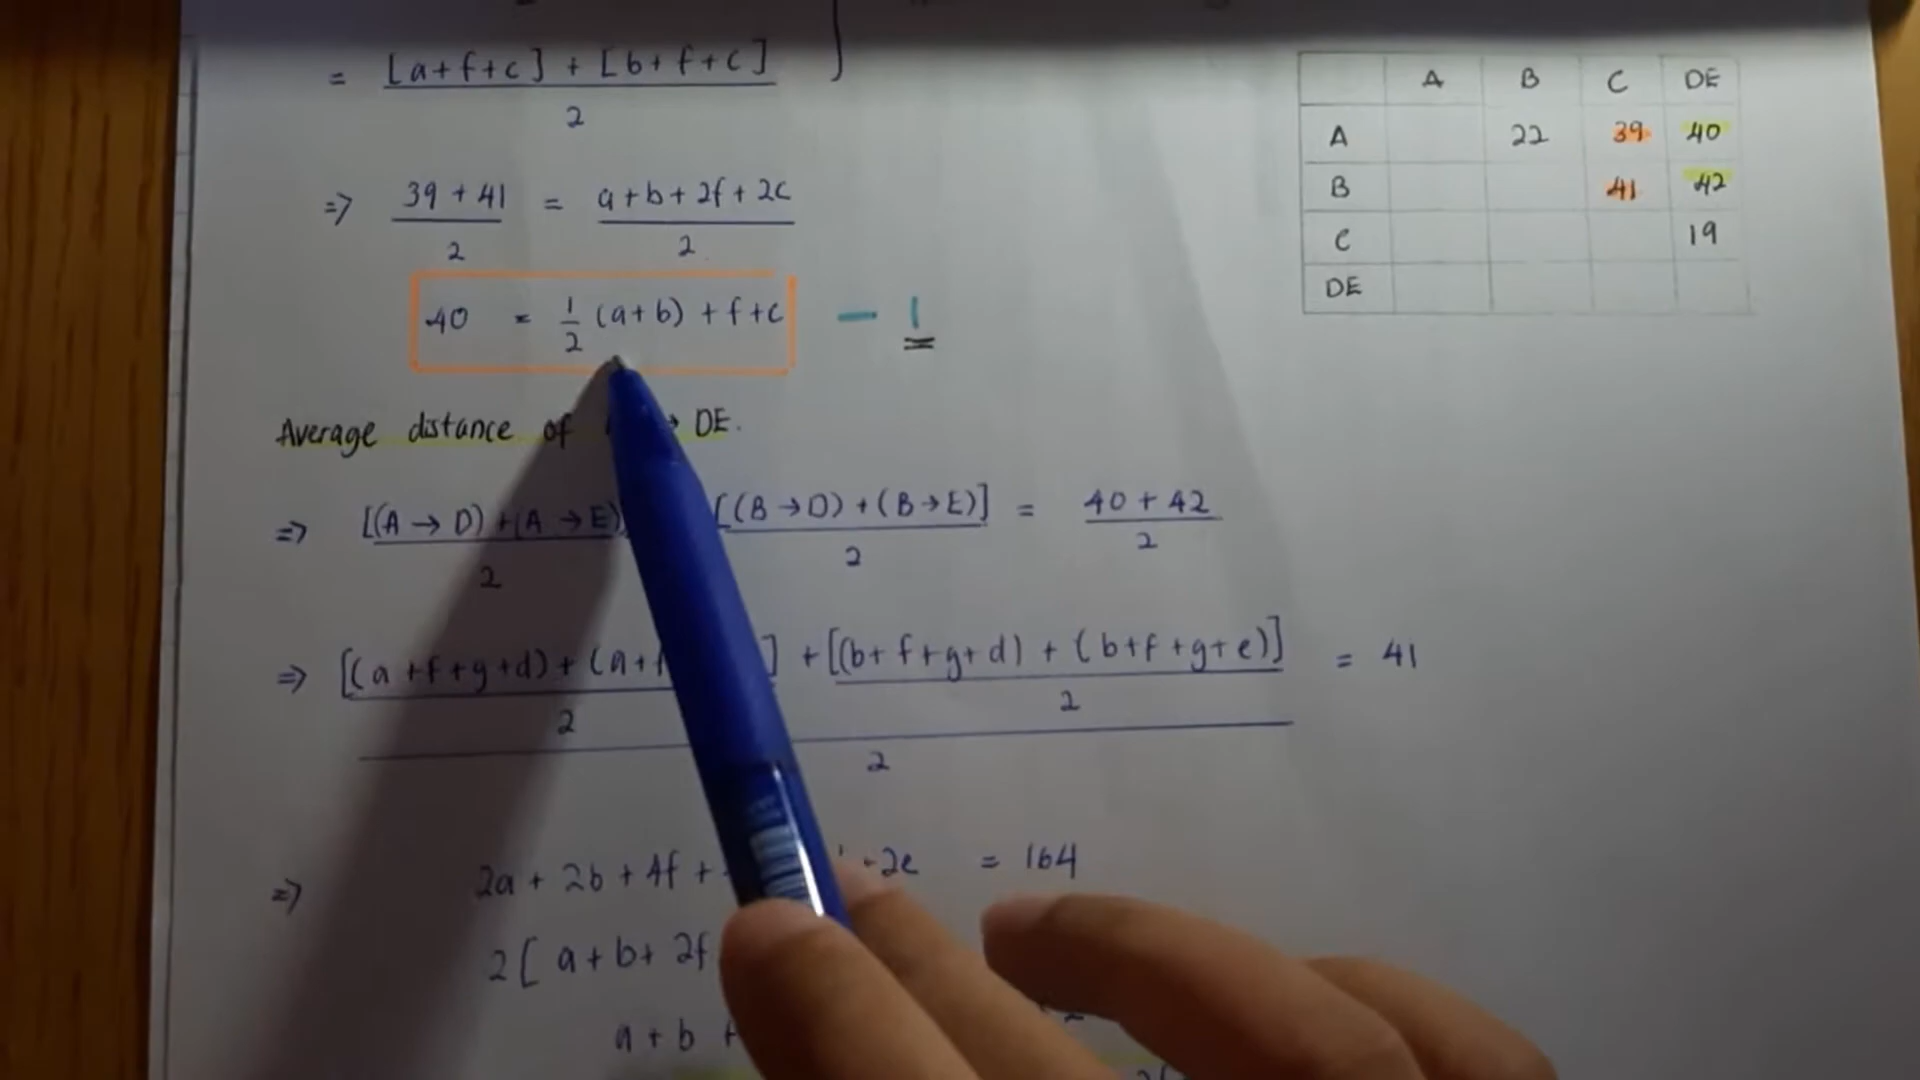 = [a+f+c] + [b+f+c]
2
=> 39 + 41 = a+b+2f+2c
2 2
40 = 1/2 (a+b) +f+c — 1
Average distance of → DE.
=> [(A→D)+(A→E) [(B→D)+(B→E)] = 40+42
2 2 2
=> [(a+f+g+d)+(a+ ] +[(b+f+g+d) + (b+f+g+e)] = 41
2 2
2
=> 2a + 2b + 4f + 2e = 164
2[ a+b+ 2f
a+b +
A B C DE
A 22 39 40
B 41 42
C 19
DE